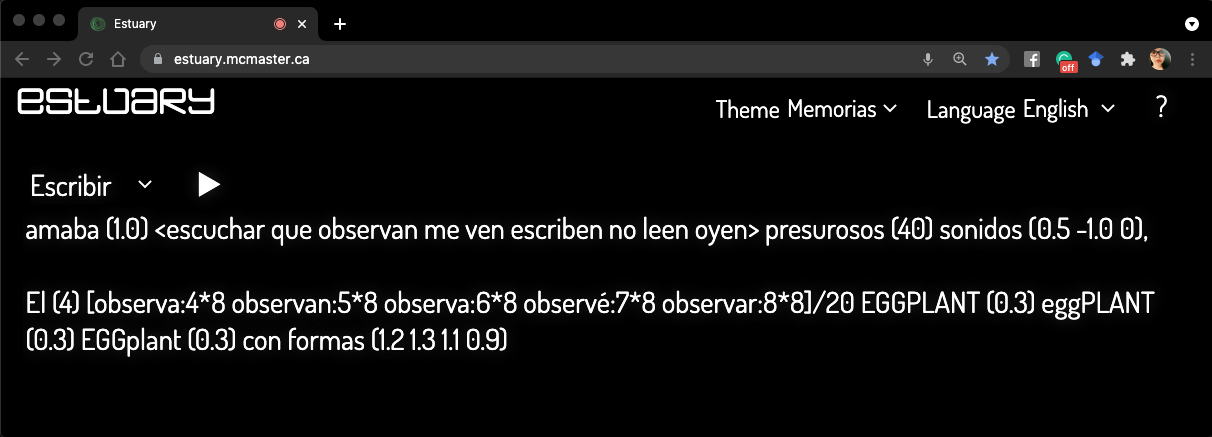 Estuary
estuary.mcmaster.ca
off
estuary
Theme Memorias Language English ?
Escribir
amaba (1.0) <escuchar que observan me ven escriben no leen oyen> presurosos (40) sonidos (0.5 -1.0 0),
El (4) [observa:4*8 observan:5*8 observa:6*8 observé:7*8 observar:8*8]/20 EGGPLANT (0.3) eggPLANT
(0.3) EGGplant (0.3) con formas (1.2 1.3 1.1 0.9)